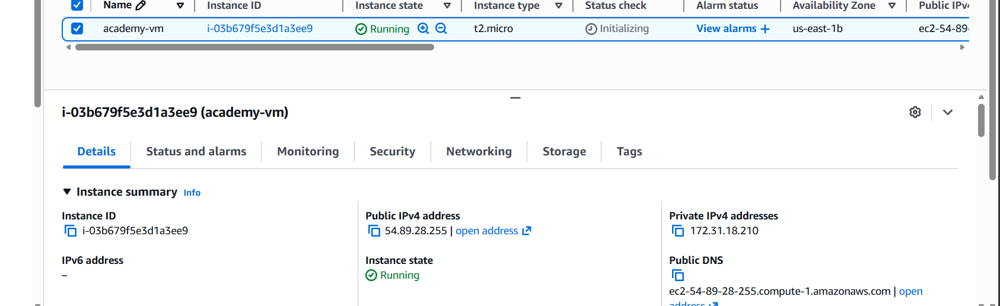 Name Instance ID Instance state Instance type Status check Alarm status Availability Zone Public IPv4
academy-vm i-03b679f5e3d1a3ee9 Running t2.micro Initializing View alarms + us-east-1b ec2-54-89-
i-03b679f5e3d1a3ee9 (academy-vm)
Details Status and alarms Monitoring Security Networking Storage Tags
Instance summary Info
Instance ID Public IPv4 address Private IPv4 addresses
i-03b679f5e3d1a3ee9 54.89.28.255 | open address 172.31.18.210
IPv6 address Instance state Public DNS
– Running
ec2-54-89-28-255.compute-1.amazonaws.com | open
address